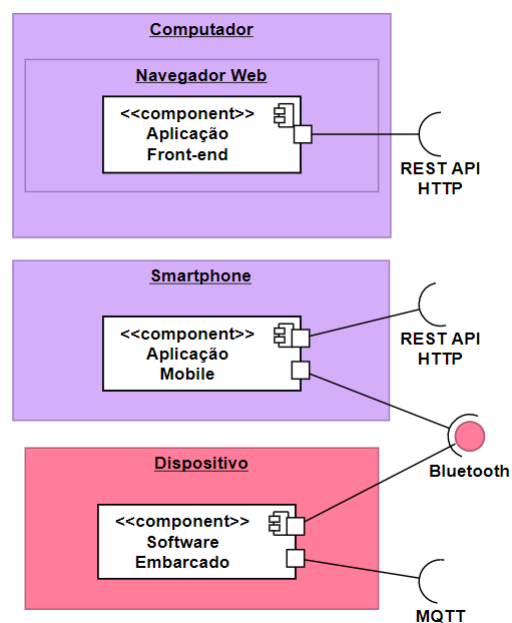 Computador
Navegador Web
<<component>>
Aplicação
Front-end
REST API
HTTP
Smartphone
<<component>>
Aplicação
Mobile
REST API
HTTP
Bluetooth
Dispositivo
<<component>>
Software
Embarcado
MQTT